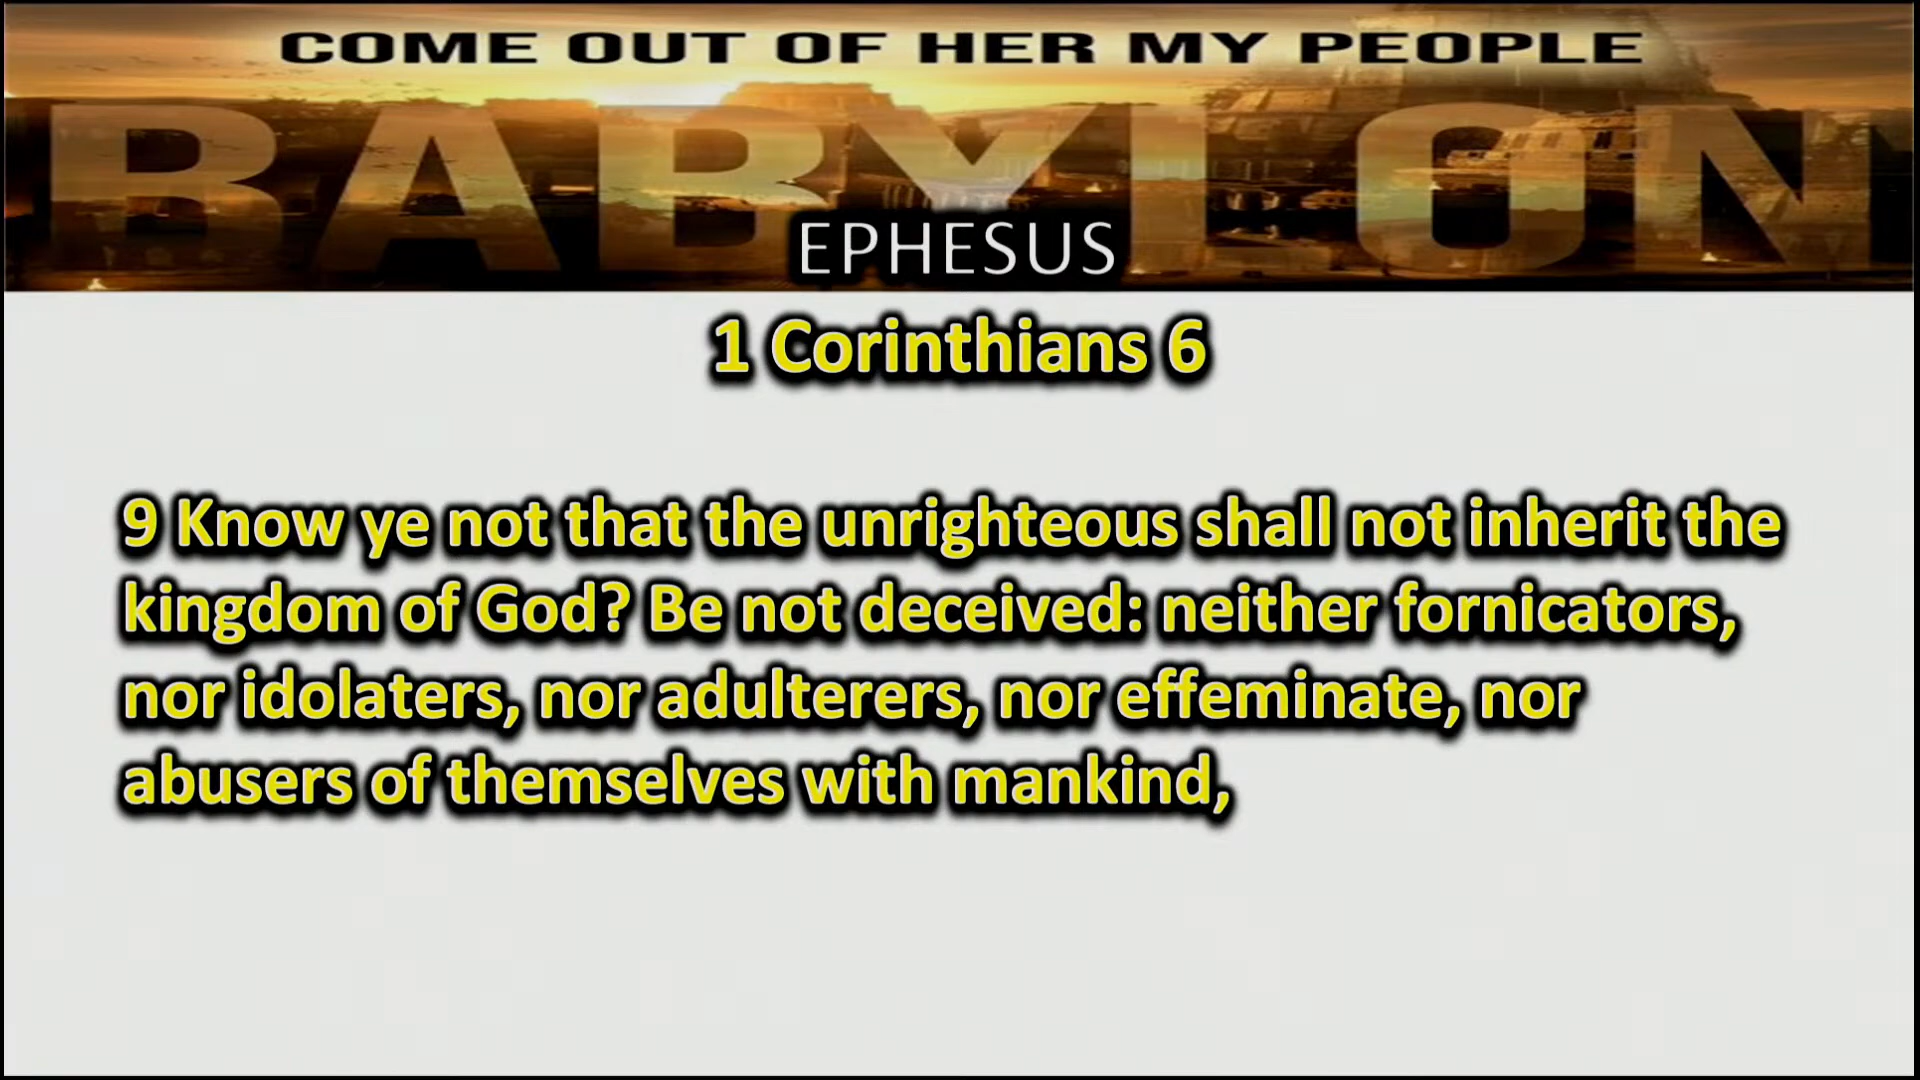 COME OUT OF HER MY PEOPLE
BABYLON
EPHESUS
1 Corinthians 6
9 Know ye not that the unrighteous shall not inherit the
kingdom of God? Be not deceived: neither fornicators,
nor idolaters, nor adulterers, nor effeminate, nor
abusers of themselves with mankind,